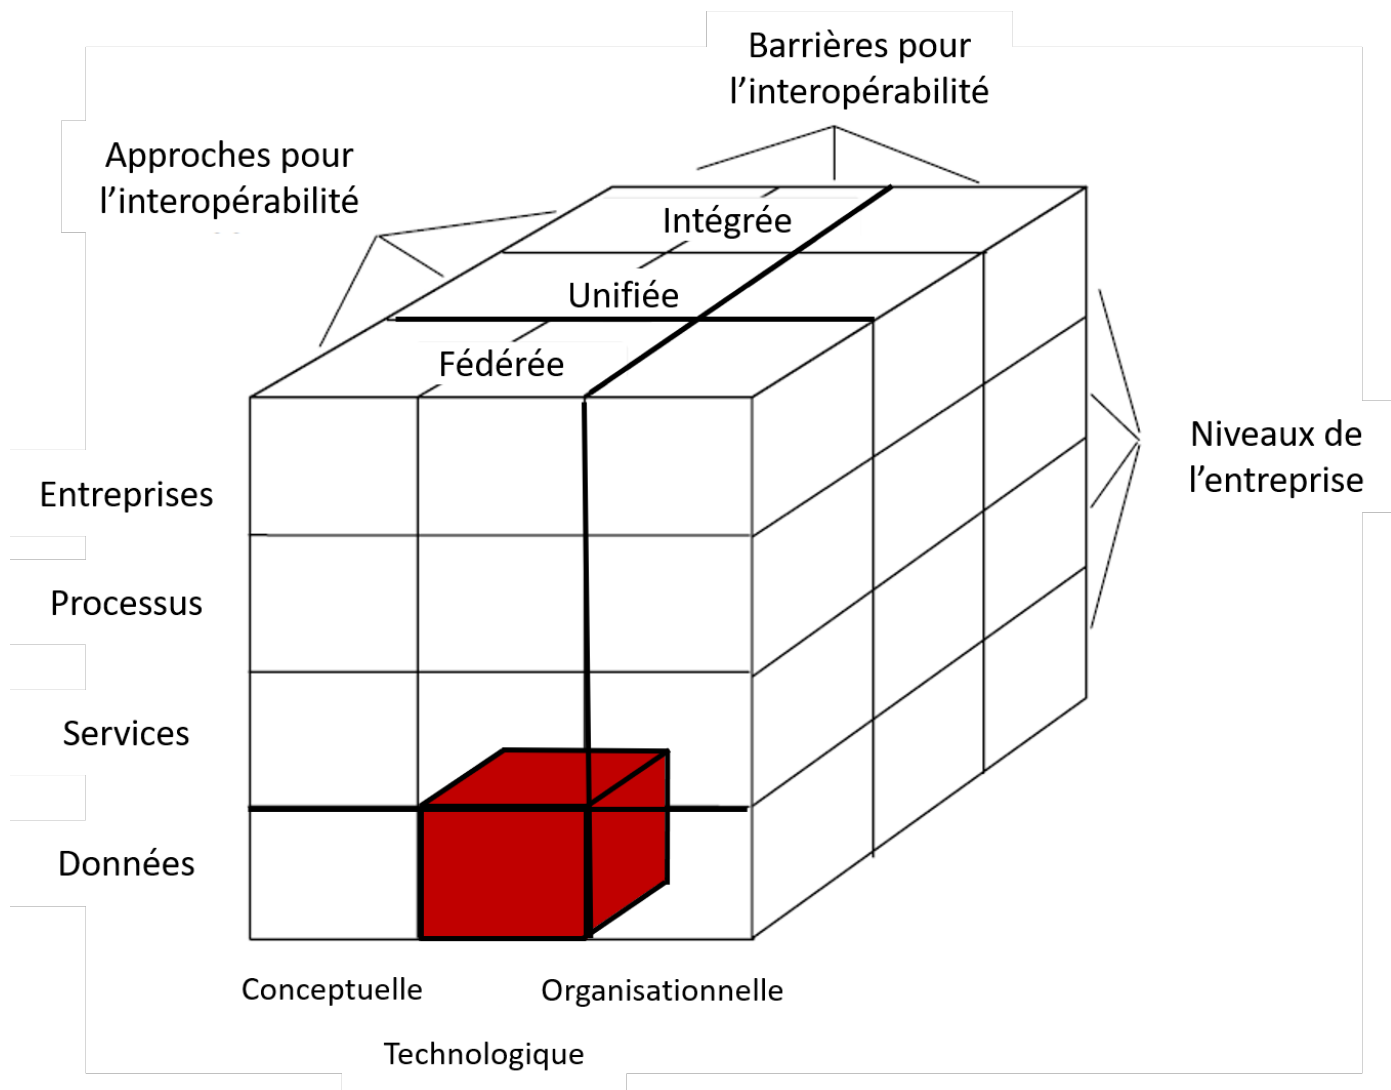 Barrières pour
l’interopérabilité
Approches pour
l’interopérabilité
Intégrée
Unifiée
Fédérée
Niveaux de
l’entreprise
Entreprises
Processus
Services
Données
Conceptuelle
Organisationnelle
Technologique